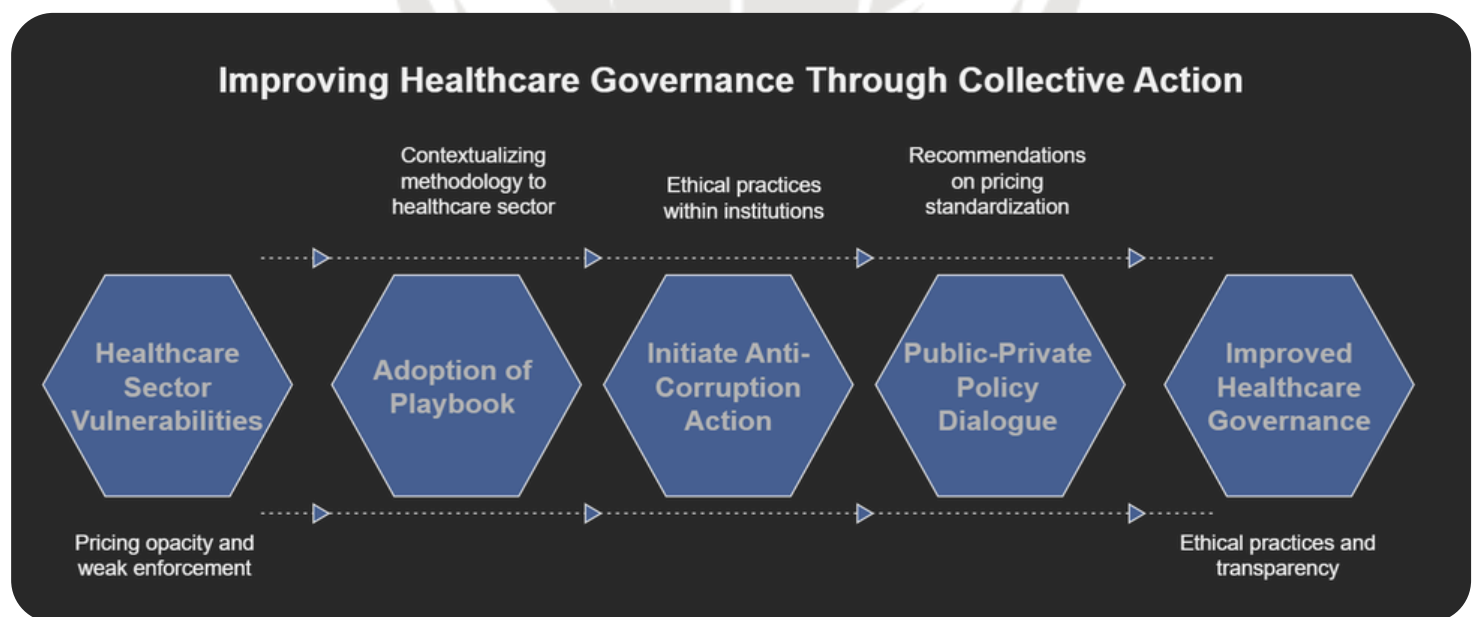 Improving Healthcare Governance Through Collective Action
Contextualizing
methodology to
healthcare sector
Ethical practices
within institutions
Recommendations
on pricing
standardization
Healthcare
Sector
Vulnerabilities
Adoption of
Playbook
Initiate Anti-
Corruption
Action
Public-Private
Policy
Dialogue
Improved
Healthcare
Governance
Pricing opacity and
weak enforcement
Ethical practices and
transparency